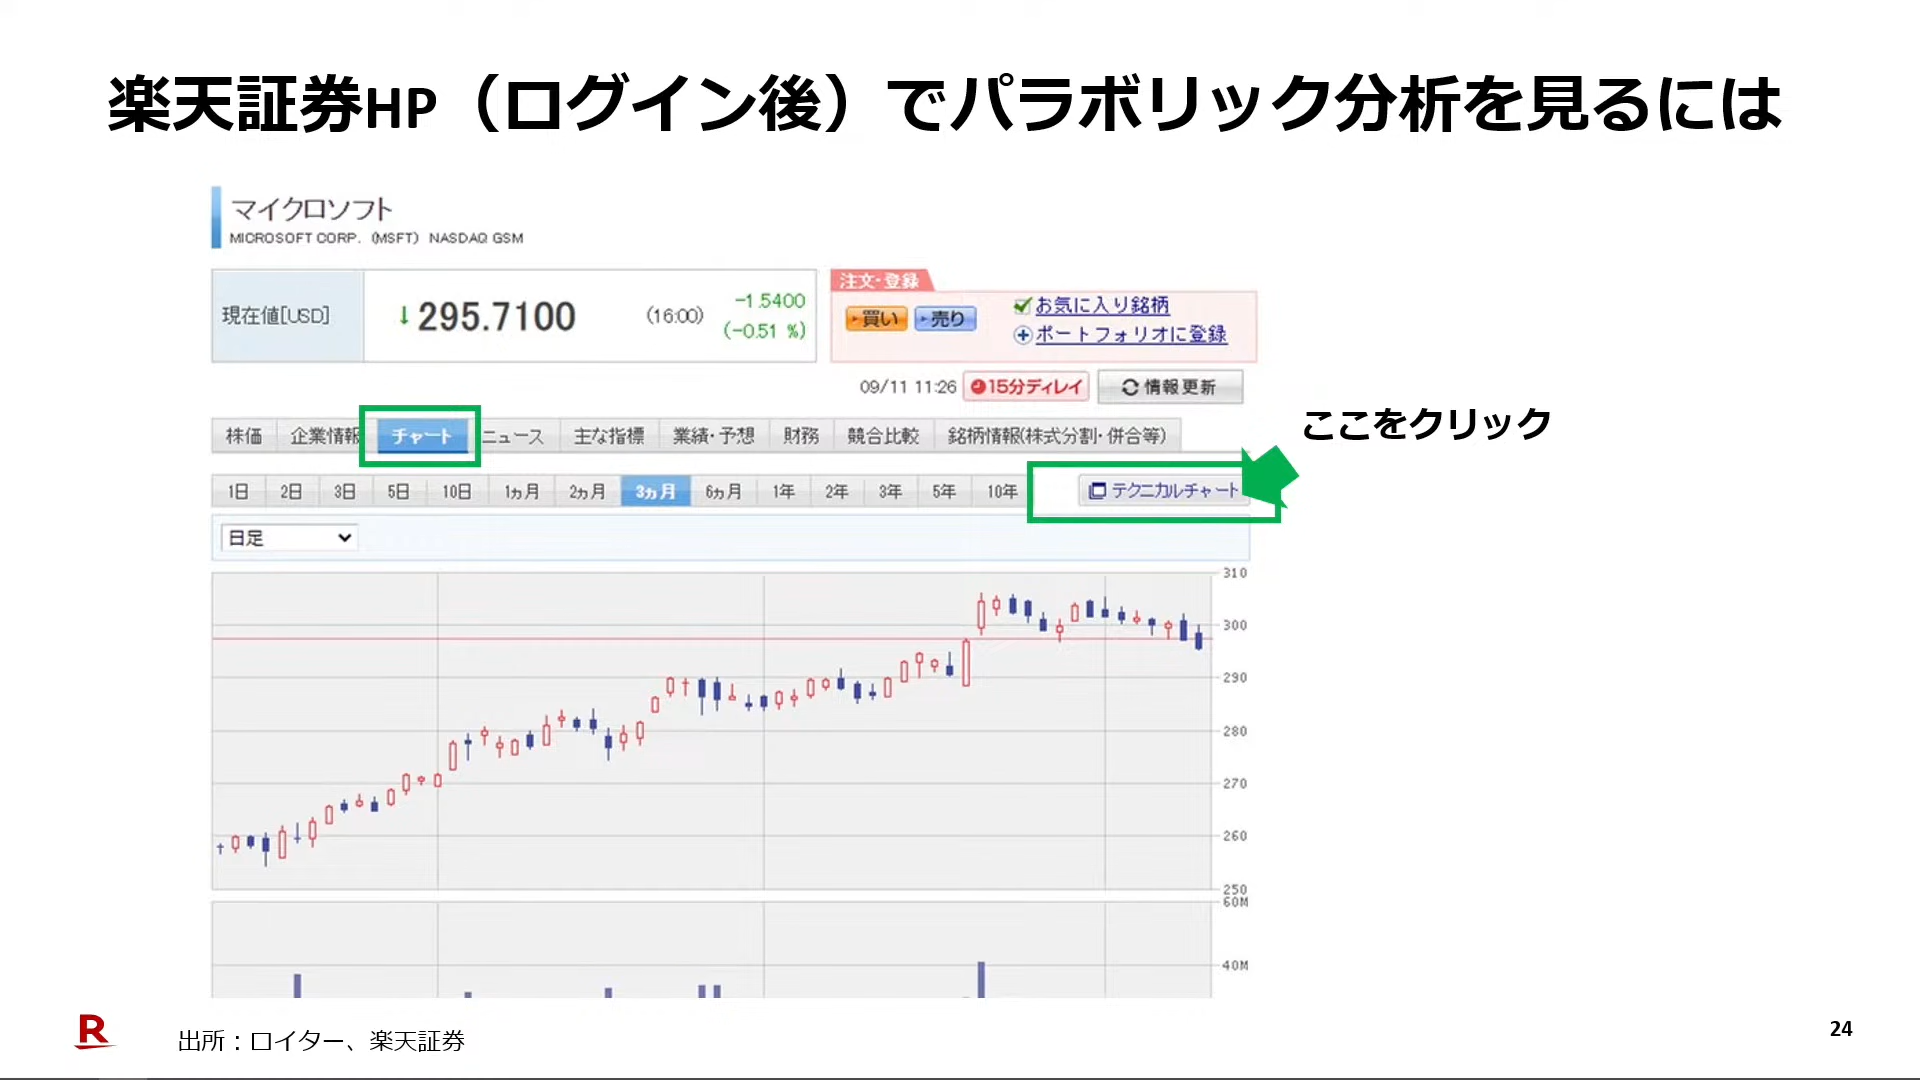 楽天証券HP（ログイン後）でパラボリック分析を見るには
マイクロソフト
MICROSOFT CORP. (MSFT) NASDAQ GSM
現在値[USD] ↓295.7100 (16:00) -1.5400 (-0.51 %)
注文・登録
買い 売り
お気に入り銘柄
ポートフォリオに登録
09/11 11:26 15分ディレイ 情報更新
ここをクリック
株価 企業情報 チャート ニュース 主な指標 業績・予想 財務 競合比較 銘柄情報(株式分割・併合等)
1日 2日 3日 5日 10日 1ヵ月 2ヵ月 3ヵ月 6ヵ月 1年 2年 3年 5年 10年 テクニカルチャート
日足
310
300
290
280
270
260
250
60M
40M
R 出所：ロイター、楽天証券
24